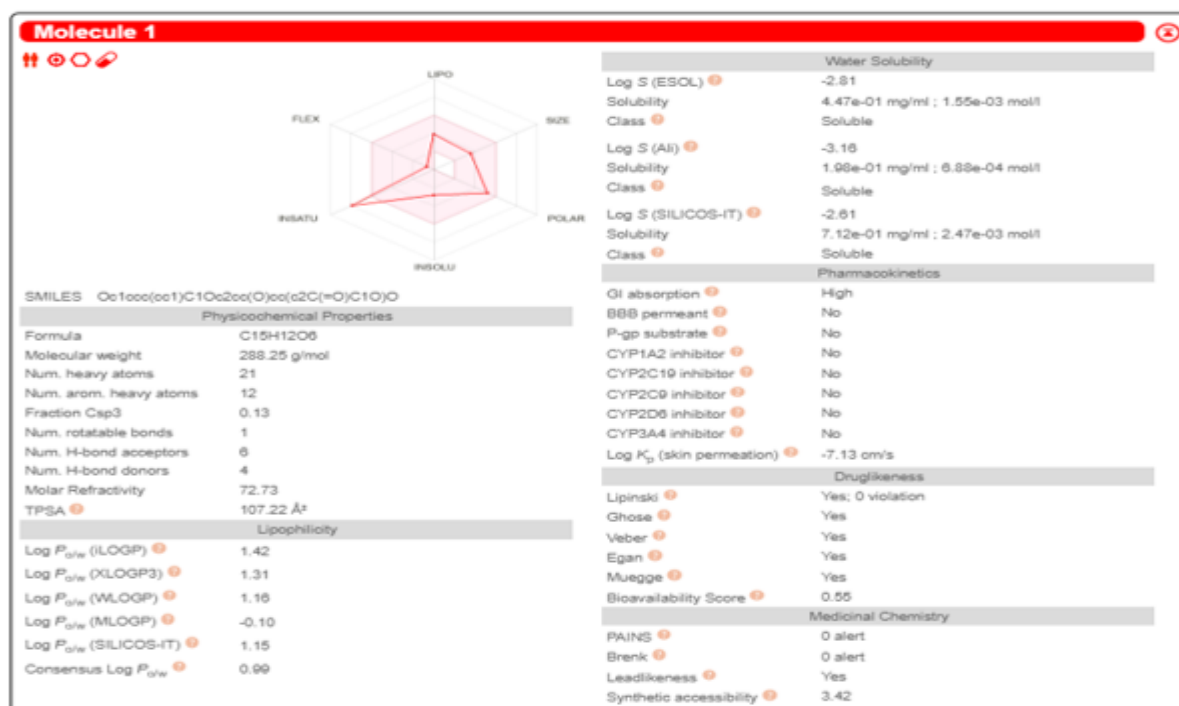 Molecule 1
LIPO
FLEX
SIZE
INSATU
POLAR
INSOLU
SMILES Oc1ccc(cc1)C1Oc2cc(O)cc(c2C(=O)C1O)O
Physicochemical Properties
Formula C15H12O6
Molecular weight 288.25 g/mol
Num. heavy atoms 21
Num. arom. heavy atoms 12
Fraction Csp3 0.13
Num. rotatable bonds 1
Num. H-bond acceptors 6
Num. H-bond donors 4
Molar Refractivity 72.73
TPSA ? 107.22 Å²
Lipophilicity
Log Po/w (iLOGP) ? 1.42
Log Po/w (XLOGP3) ? 1.31
Log Po/w (WLOGP) ? 1.16
Log Po/w (MLOGP) ? -0.10
Log Po/w (SILICOS-IT) ? 1.15
Consensus Log Po/w ? 0.99
Water Solubility
Log S (ESOL) ? -2.81
Solubility 4.47e-01 mg/ml ; 1.55e-03 mol/l
Class ? Soluble
Log S (Ali) ? -3.16
Solubility 1.98e-01 mg/ml ; 6.88e-04 mol/l
Class ? Soluble
Log S (SILICOS-IT) ? -2.61
Solubility 7.12e-01 mg/ml ; 2.47e-03 mol/l
Class ? Soluble
Pharmacokinetics
GI absorption ? High
BBB permeant ? No
P-gp substrate ? No
CYP1A2 inhibitor ? No
CYP2C19 inhibitor ? No
CYP2C9 inhibitor ? No
CYP2D6 inhibitor ? No
CYP3A4 inhibitor ? No
Log Kp (skin permeation) ? -7.13 cm/s
Druglikeness
Lipinski ? Yes; 0 violation
Ghose ? Yes
Veber ? Yes
Egan ? Yes
Muegge ? Yes
Bioavailability Score ? 0.55
Medicinal Chemistry
PAINS ? 0 alert
Brenk ? 0 alert
Leadlikeness ? Yes
Synthetic accessibility ? 3.42